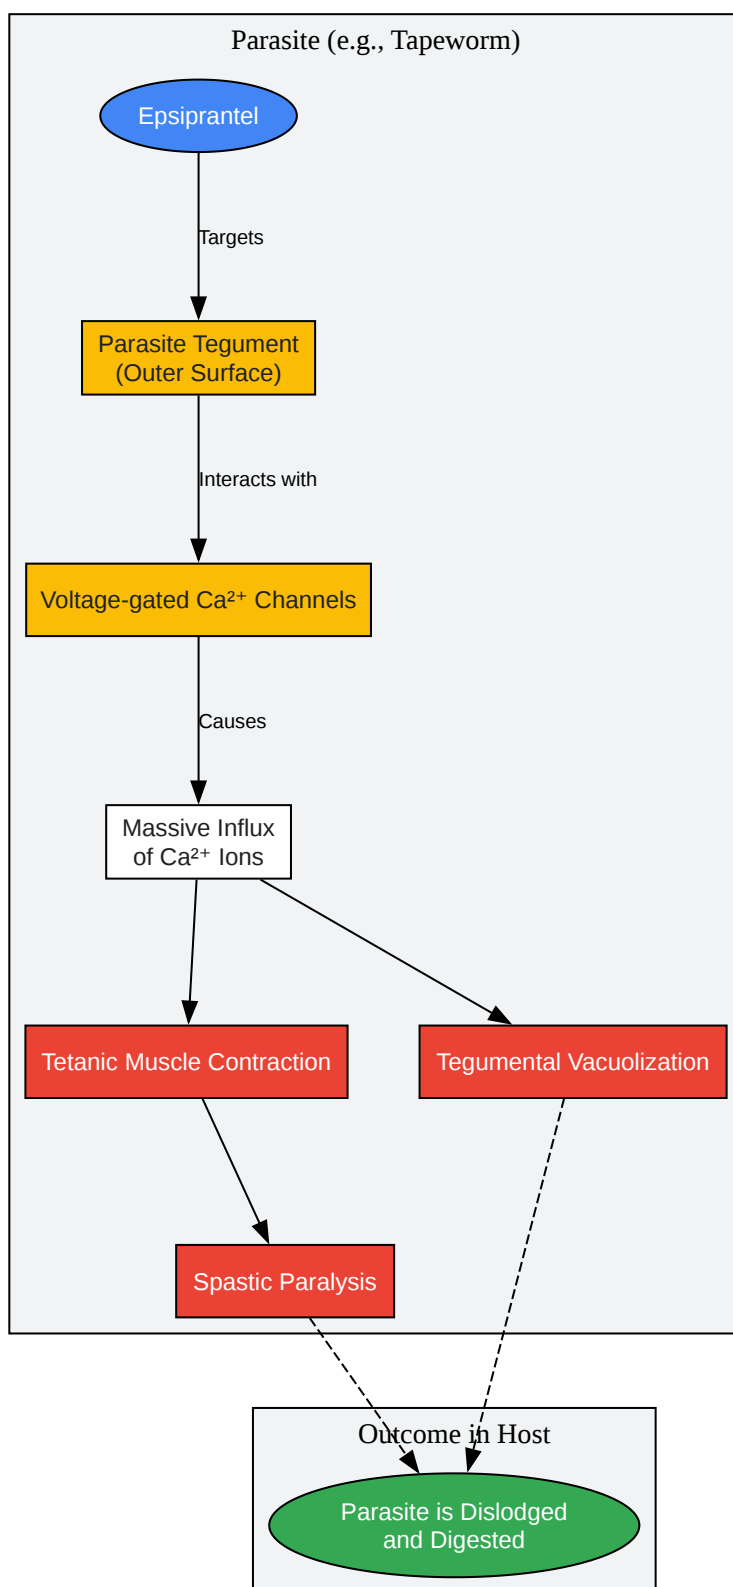 Parasite (e.g., Tapeworm)
Epsiprantel
Targets
Parasite Tegument
(Outer Surface)
Interacts with
Voltage-gated Ca²⁺ Channels
Causes
Massive Influx
of Ca²⁺ Ions
Tetanic Muscle Contraction
Tegumental Vacuolization
Spastic Paralysis
Outcome in Host
Parasite is Dislodged
and Digested